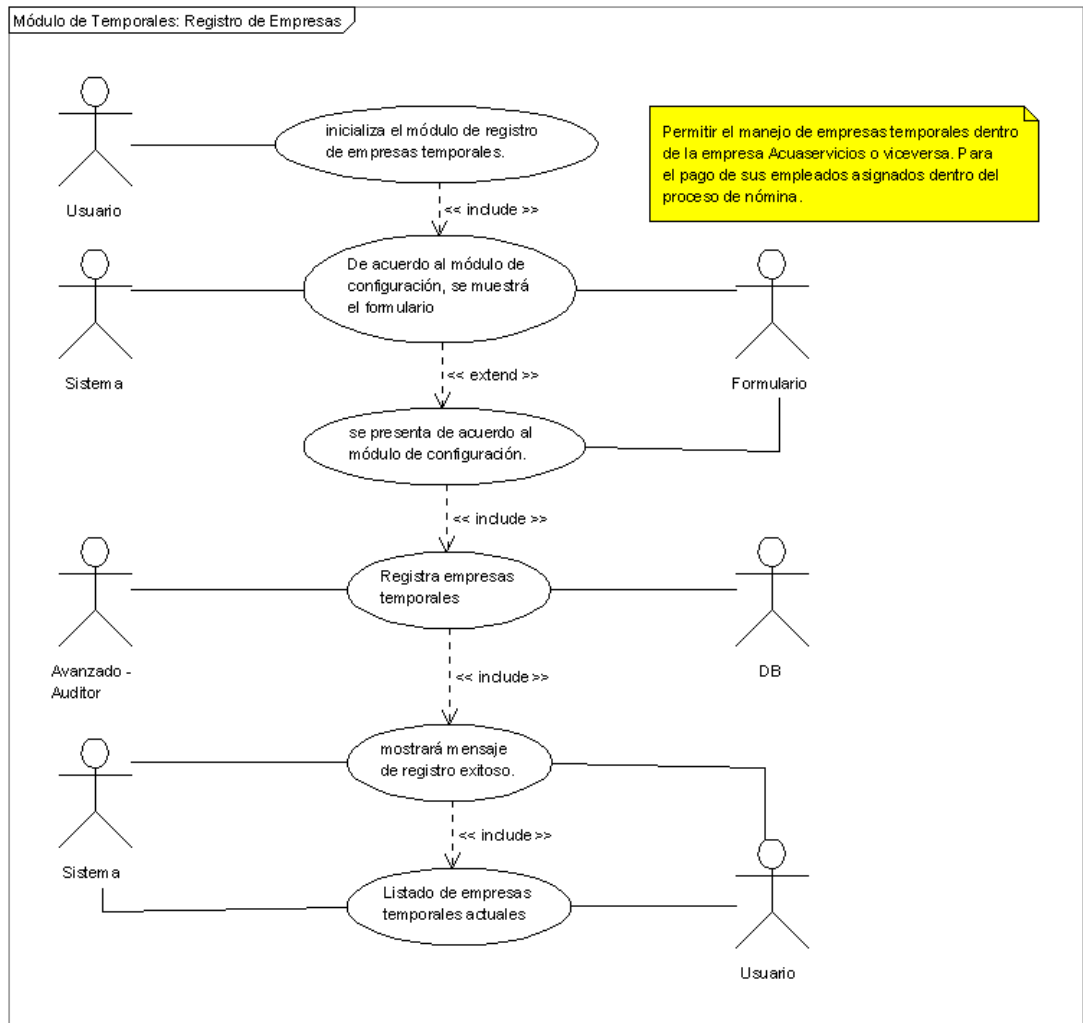 Módulo de Temporales: Registro de Empresas
inicializa el módulo de registro
de empresas temporales.
Permitir el manejo de empresas temporales dentro
de la empresa Acuaservicios o viceversa. Para
el pago de sus empleados asignados dentro del
proceso de nómina.
Usuario
<< include >>
De acuerdo al módulo de
configuración, se muestrá
el formulario
Sistema
Formulario
<< extend >>
se presenta de acuerdo al
módulo de configuración.
<< include >>
Registra empresas
temporales
Avanzado -
Auditor
DB
<< include >>
mostrará mensaje
de registro exitoso.
<< include >>
Sistema
Listado de empresas
temporales actuales
Usuario